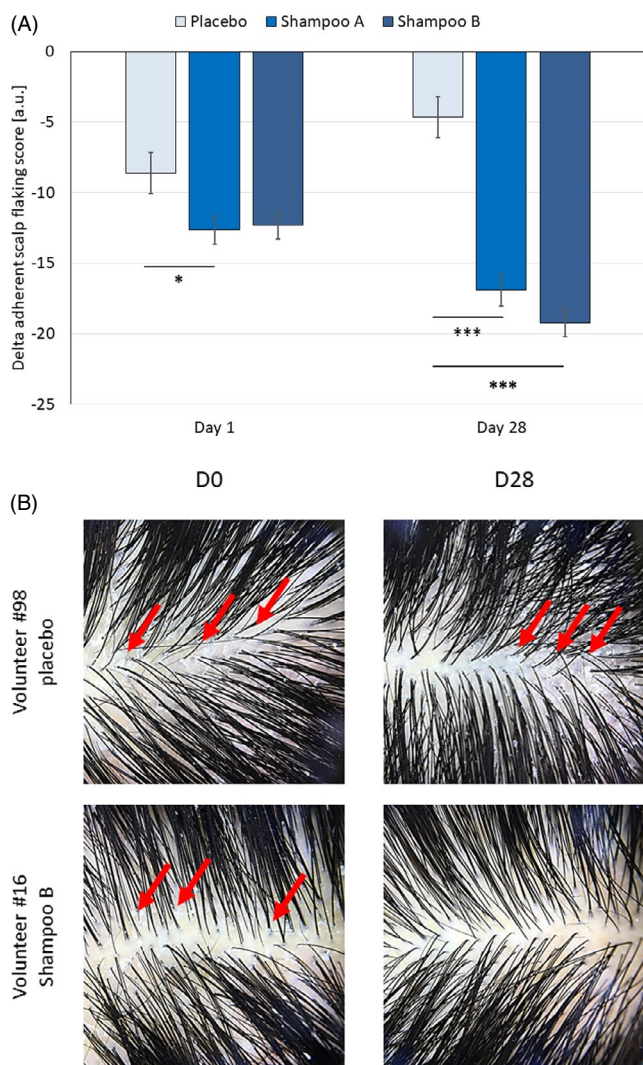 (A)
Placebo Shampoo A Shampoo B
Delta adherent scalp flaking score [a.u.]
0
-5
-10
-15
-20
-25
*
***
***
Day 1 Day 28
D0 D28
(B)
Volunteer #98
placebo
Volunteer #16
Shampoo B